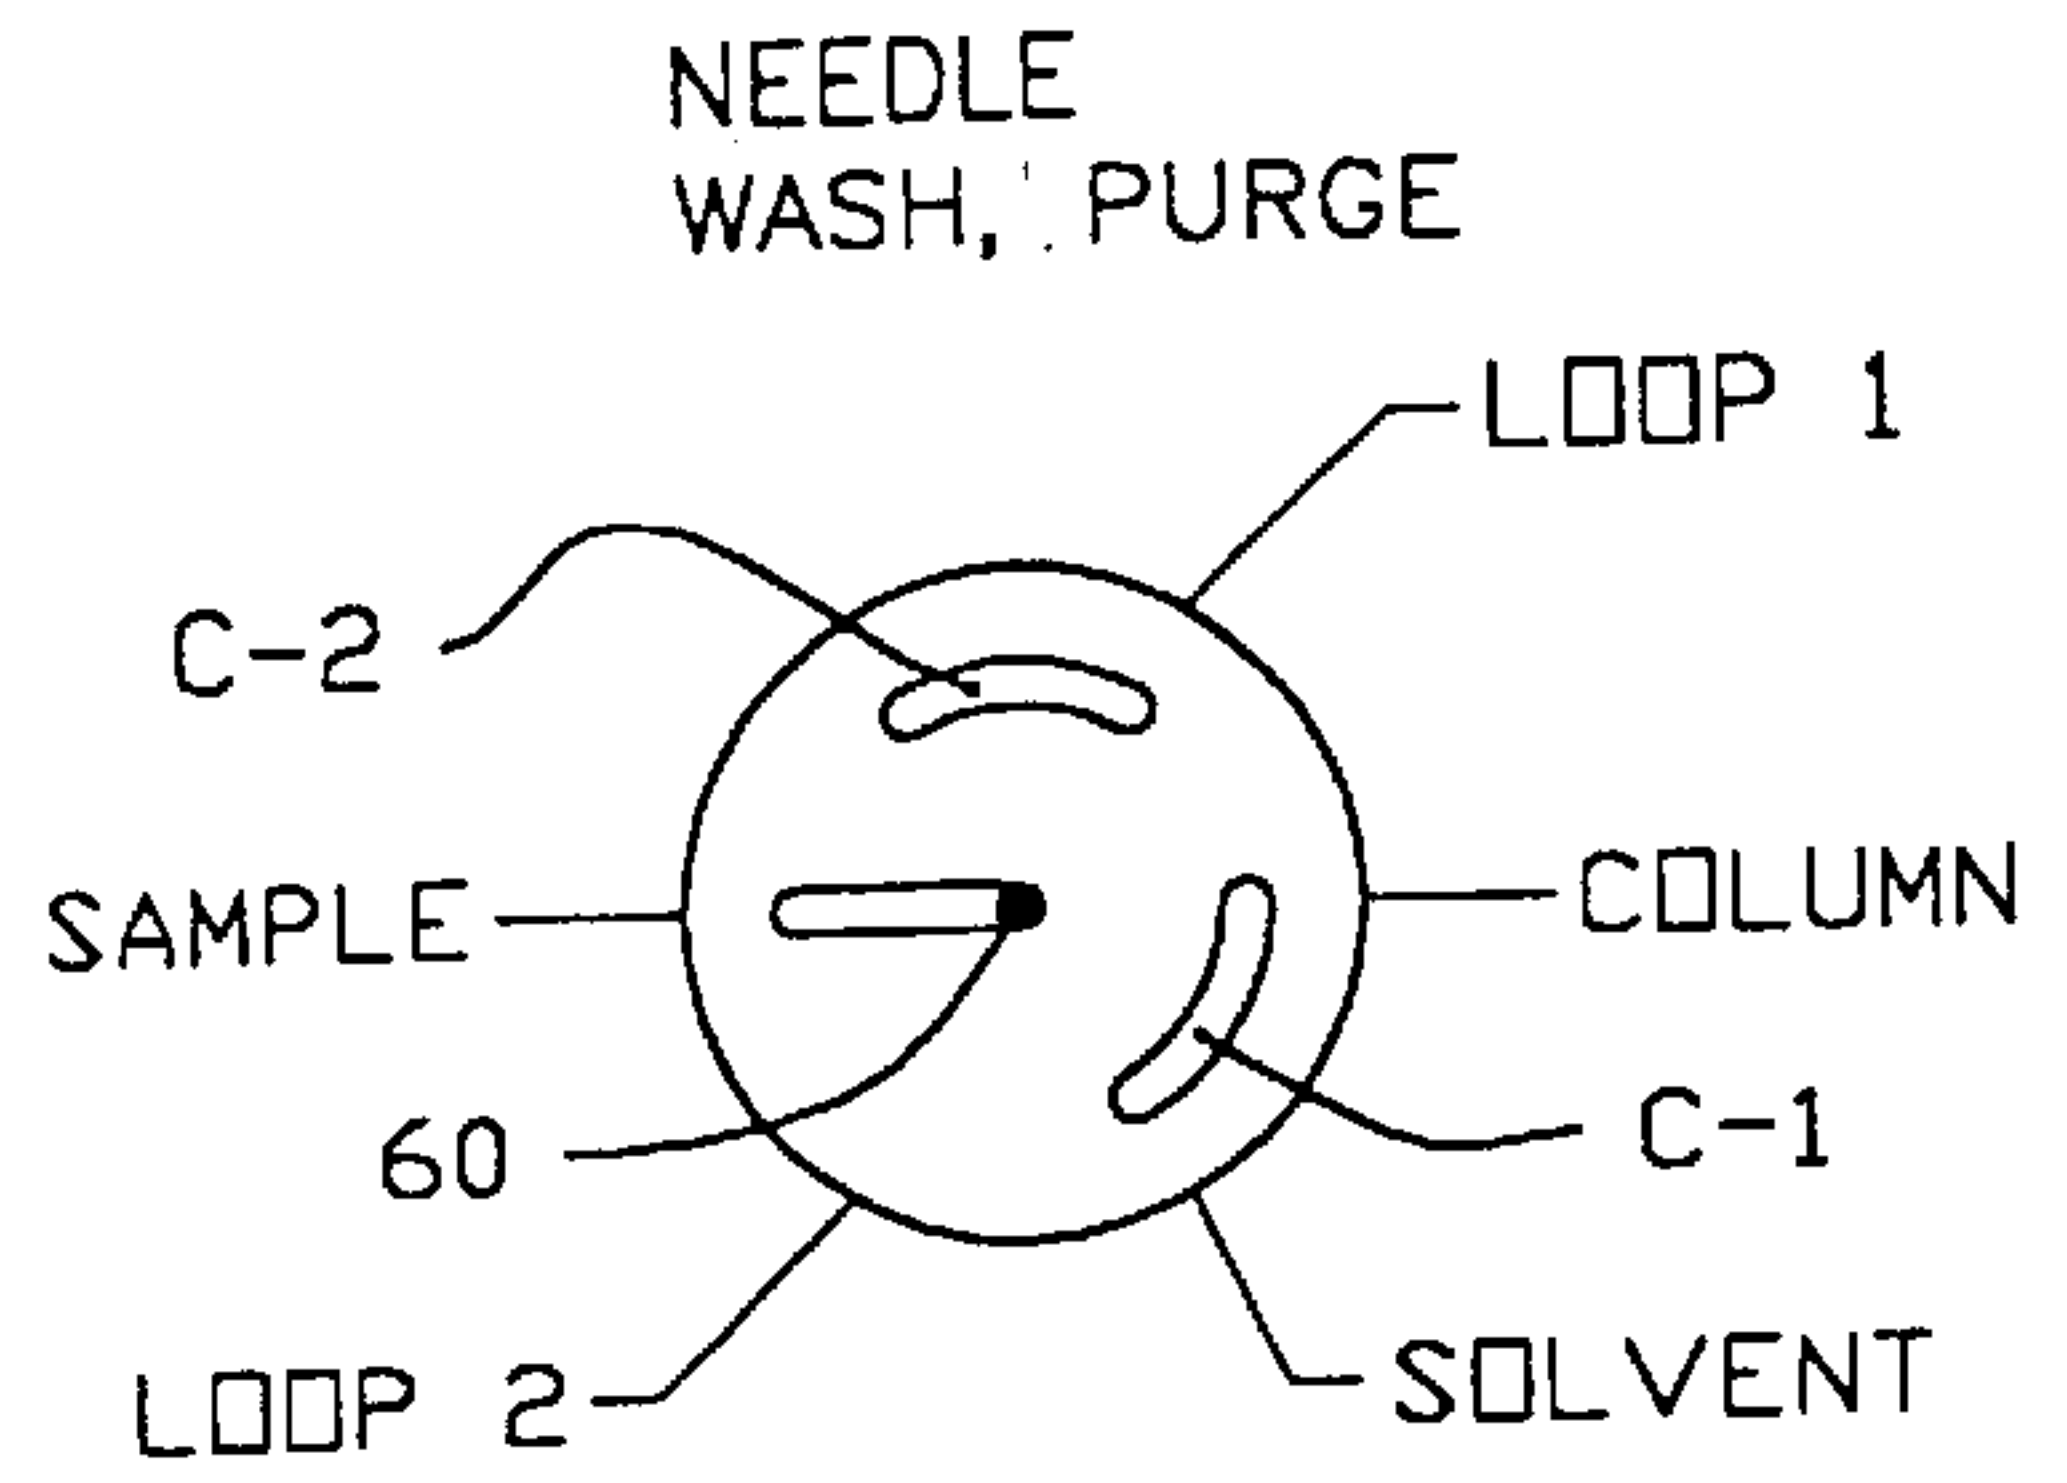 NEEDLE
WASH, PURGE
LOOP 1
C-2
SAMPLE
COLUMN
60
C-1
LOOP 2
SOLVENT